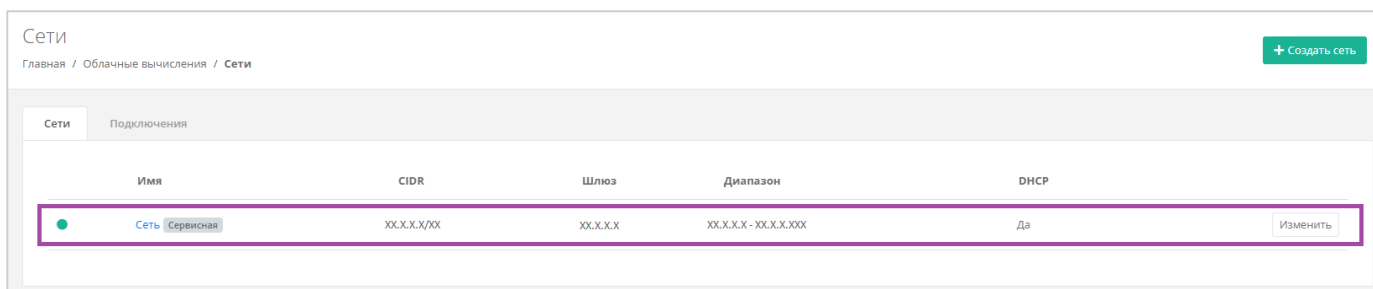 Сети
+ Создать сеть
Главная / Облачные вычисления / Сети
Сети Подключения
Имя CIDR Шлюз Диапазон DHCP
Сеть Сервисная XX.X.X.X/XX XX.X.X.X XX.X.X.X - XX.X.X.XXX Да Изменить